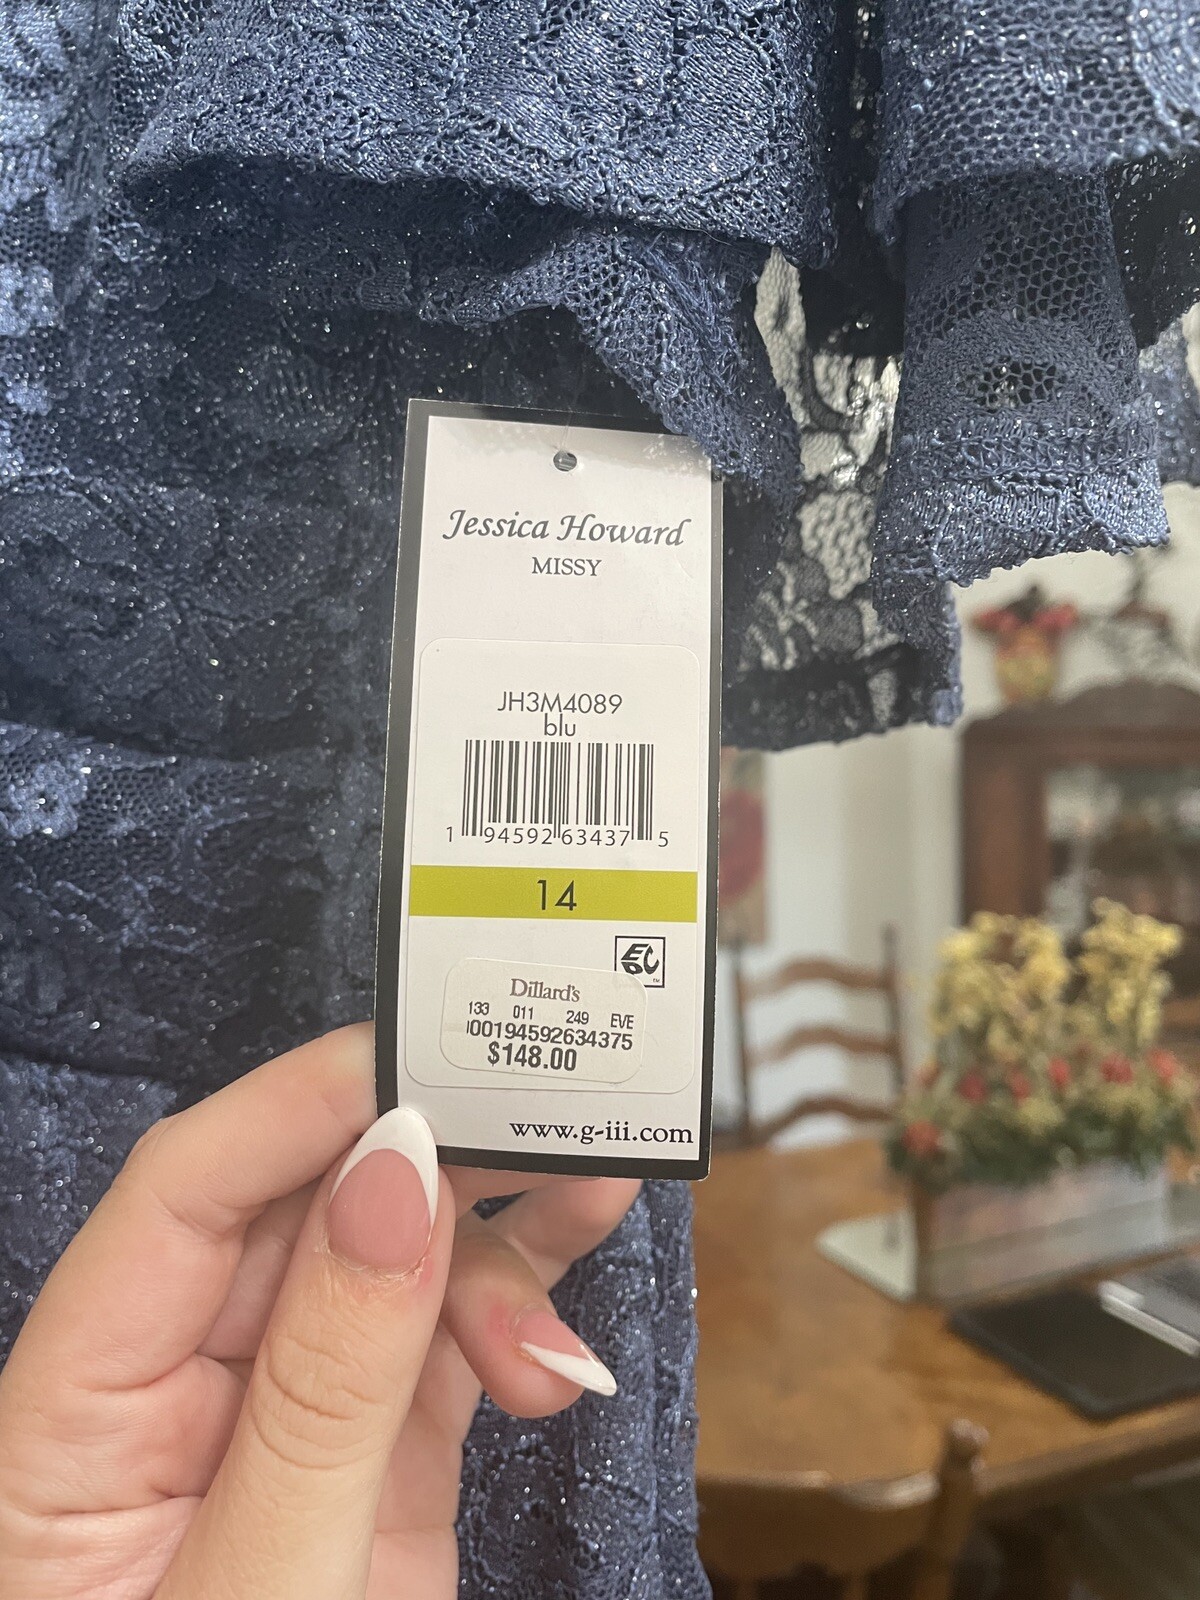 Jessica Howard
MISSY
JH3M4089
blu
1 94592 63437 5
14
Dillard's
133 011 249 EVE
00194592634375
$148.00
www.g-iii.com